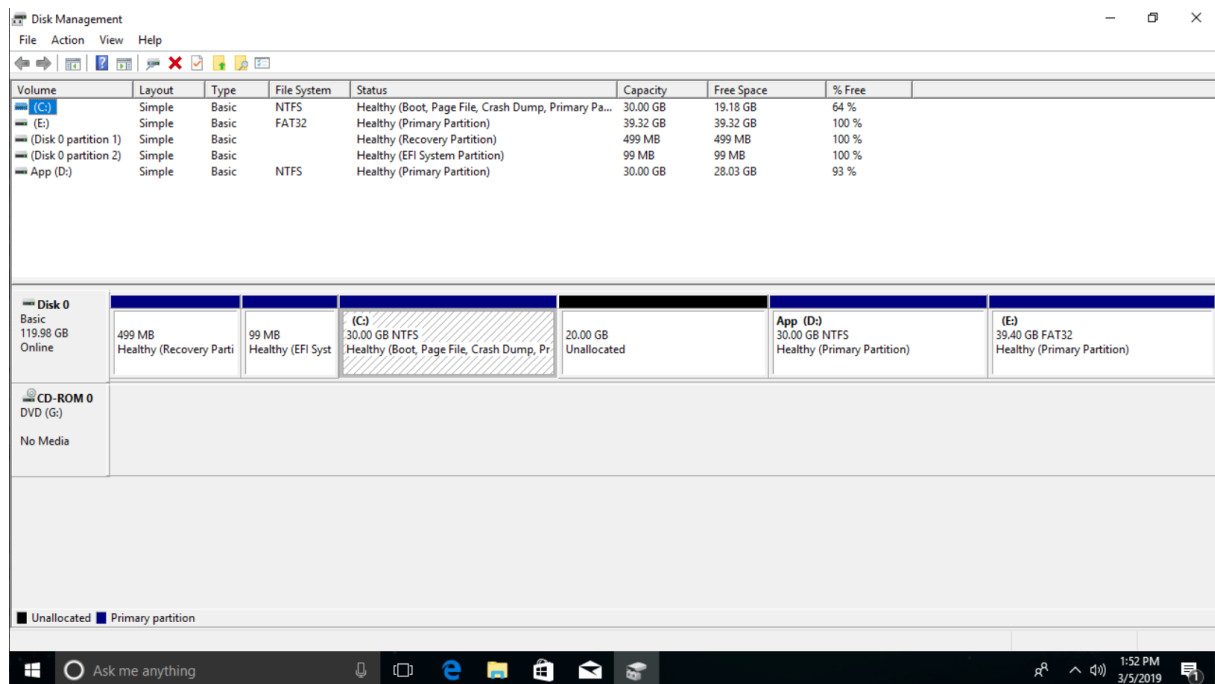 Disk Management
File Action View Help
Volume Layout Type File System Status Capacity Free Space % Free
(C:) Simple Basic NTFS Healthy (Boot, Page File, Crash Dump, Primary Pa... 30.00 GB 19.18 GB 64 %
(E:) Simple Basic FAT32 Healthy (Primary Partition) 39.32 GB 39.32 GB 100 %
(Disk 0 partition 1) Simple Basic Healthy (Recovery Partition) 499 MB 499 MB 100 %
(Disk 0 partition 2) Simple Basic Healthy (EFI System Partition) 99 MB 99 MB 100 %
App (D:) Simple Basic NTFS Healthy (Primary Partition) 30.00 GB 28.03 GB 93 %
Disk 0
Basic
119.98 GB
Online
499 MB
Healthy (Recovery Parti
99 MB
Healthy (EFI Syst
(C:)
30.00 GB NTFS
Healthy (Boot, Page File, Crash Dump, Pr
20.00 GB
Unallocated
App (D:)
30.00 GB NTFS
Healthy (Primary Partition)
(E:)
39.40 GB FAT32
Healthy (Primary Partition)
CD-ROM 0
DVD (G:)
No Media
Unallocated Primary partition
Ask me anything
1:52 PM
3/5/2019
1